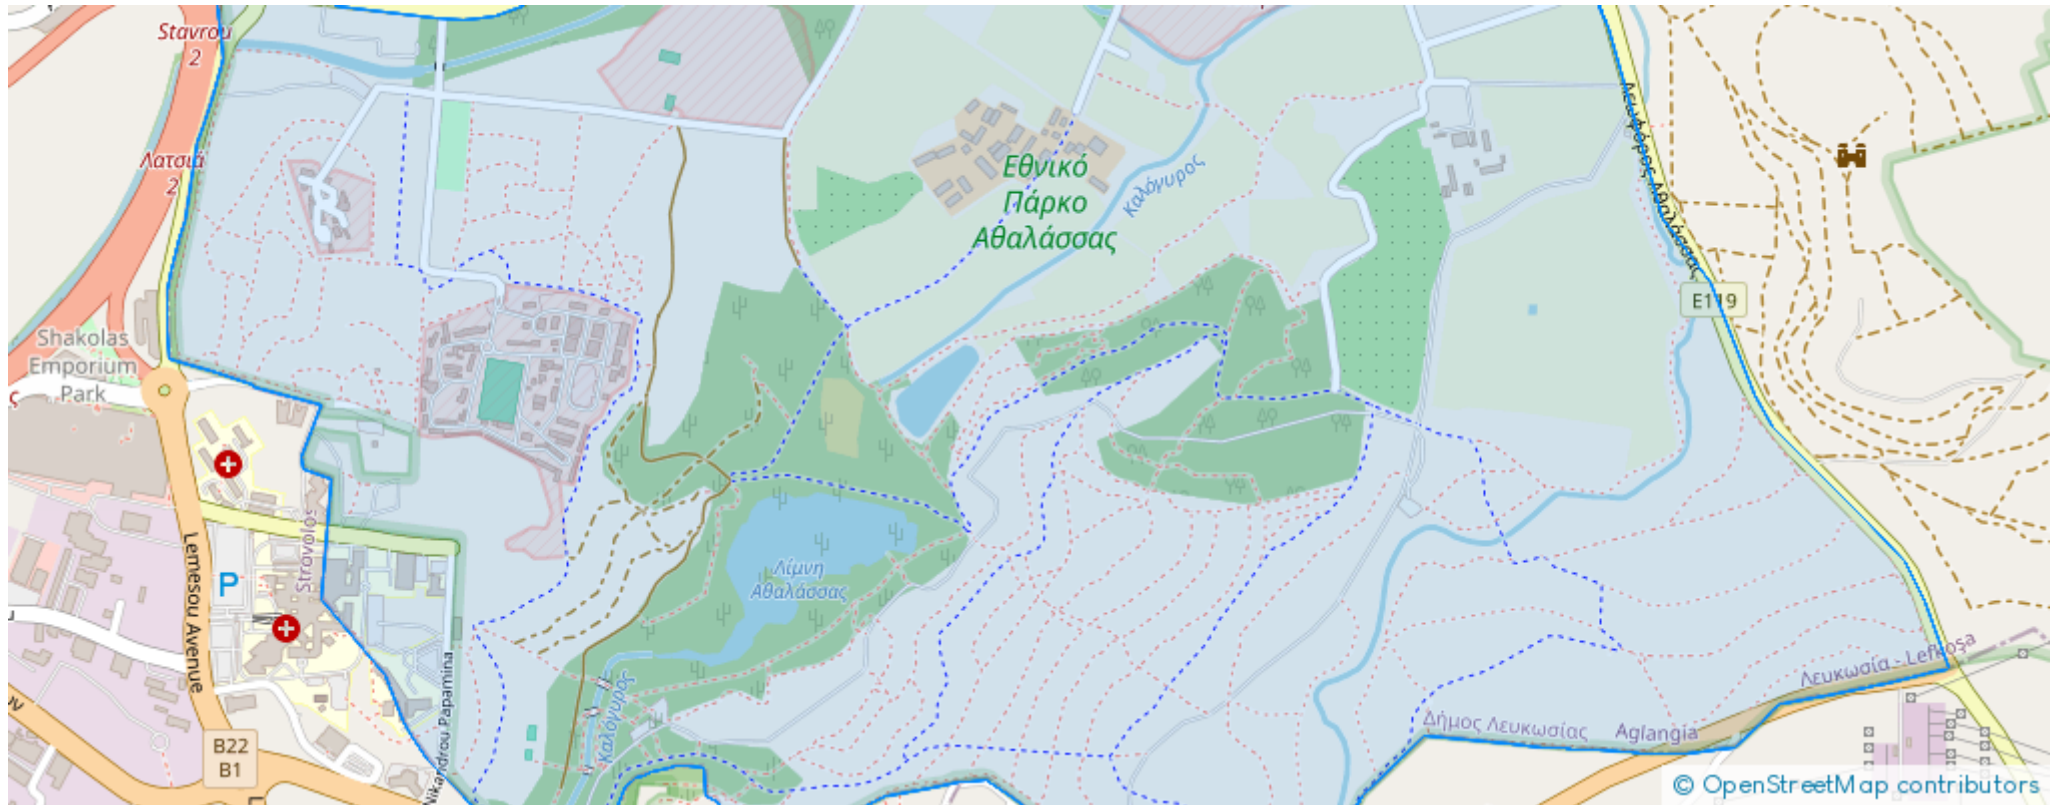 Stavrou
2
Λατσιά
2
Λεωφόρος Αθαλάσσας
Εθνικό
Πάρκο
Αθαλάσσας
Καλόγυρος
E119
Shakolas
Emporium
Park
ς
Strovolos
Lemesou Avenue
P
Λίμνη
Αθαλάσσας
Nikandrou Papamina
Καλόγυρος
Λευκωσία - Lefkoşa
Δήμος Λευκωσίας
Aglangia
B22
B1
© OpenStreetMap contributors